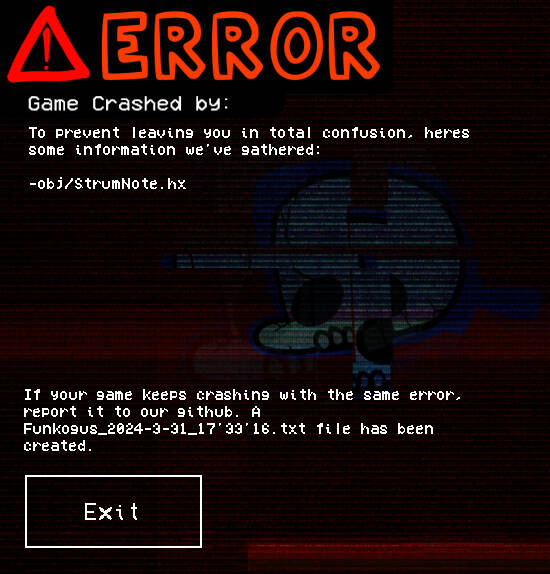 ERROR
Game Crashed by:
To prevent leaving you in total confusion, heres
some information we've gathered:
-obj/StrumNote.hx
If your game keeps crashing with the same error,
report it to our github. A
Funkogus_2024-3-31_17'33'16.txt file has been
created.
Exit